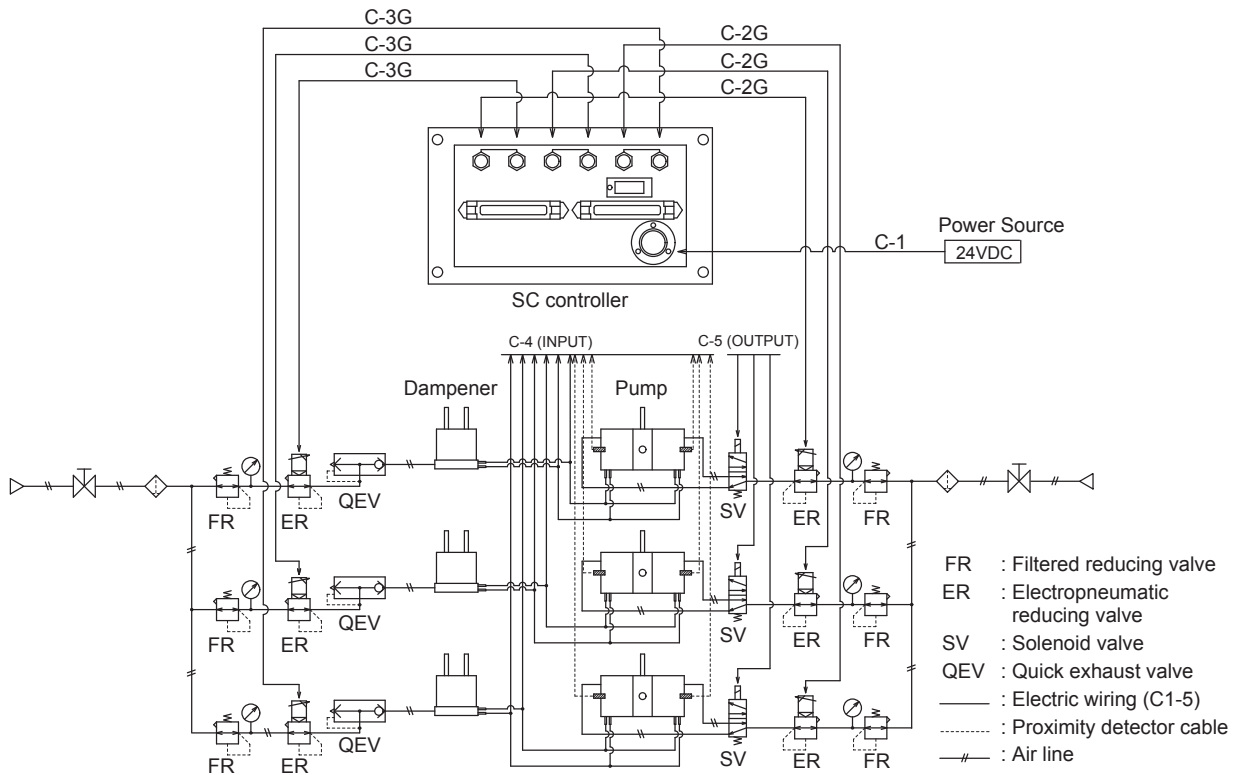 C-3G
C-2G
C-3G
C-2G
C-3G
C-2G
Power Source
C-1
24VDC
SC controller
C-4 (INPUT)
C-5 (OUTPUT)
Dampener
Pump
FR
ER
QEV
SV
ER
FR
FR
ER
QEV
SV
ER
FR
FR
ER
QEV
SV
ER
FR
FR : Filtered reducing valve
ER : Electropneumatic
reducing valve
SV : Solenoid valve
QEV : Quick exhaust valve
: Electric wiring (C1-5)
: Proximity detector cable
: Air line